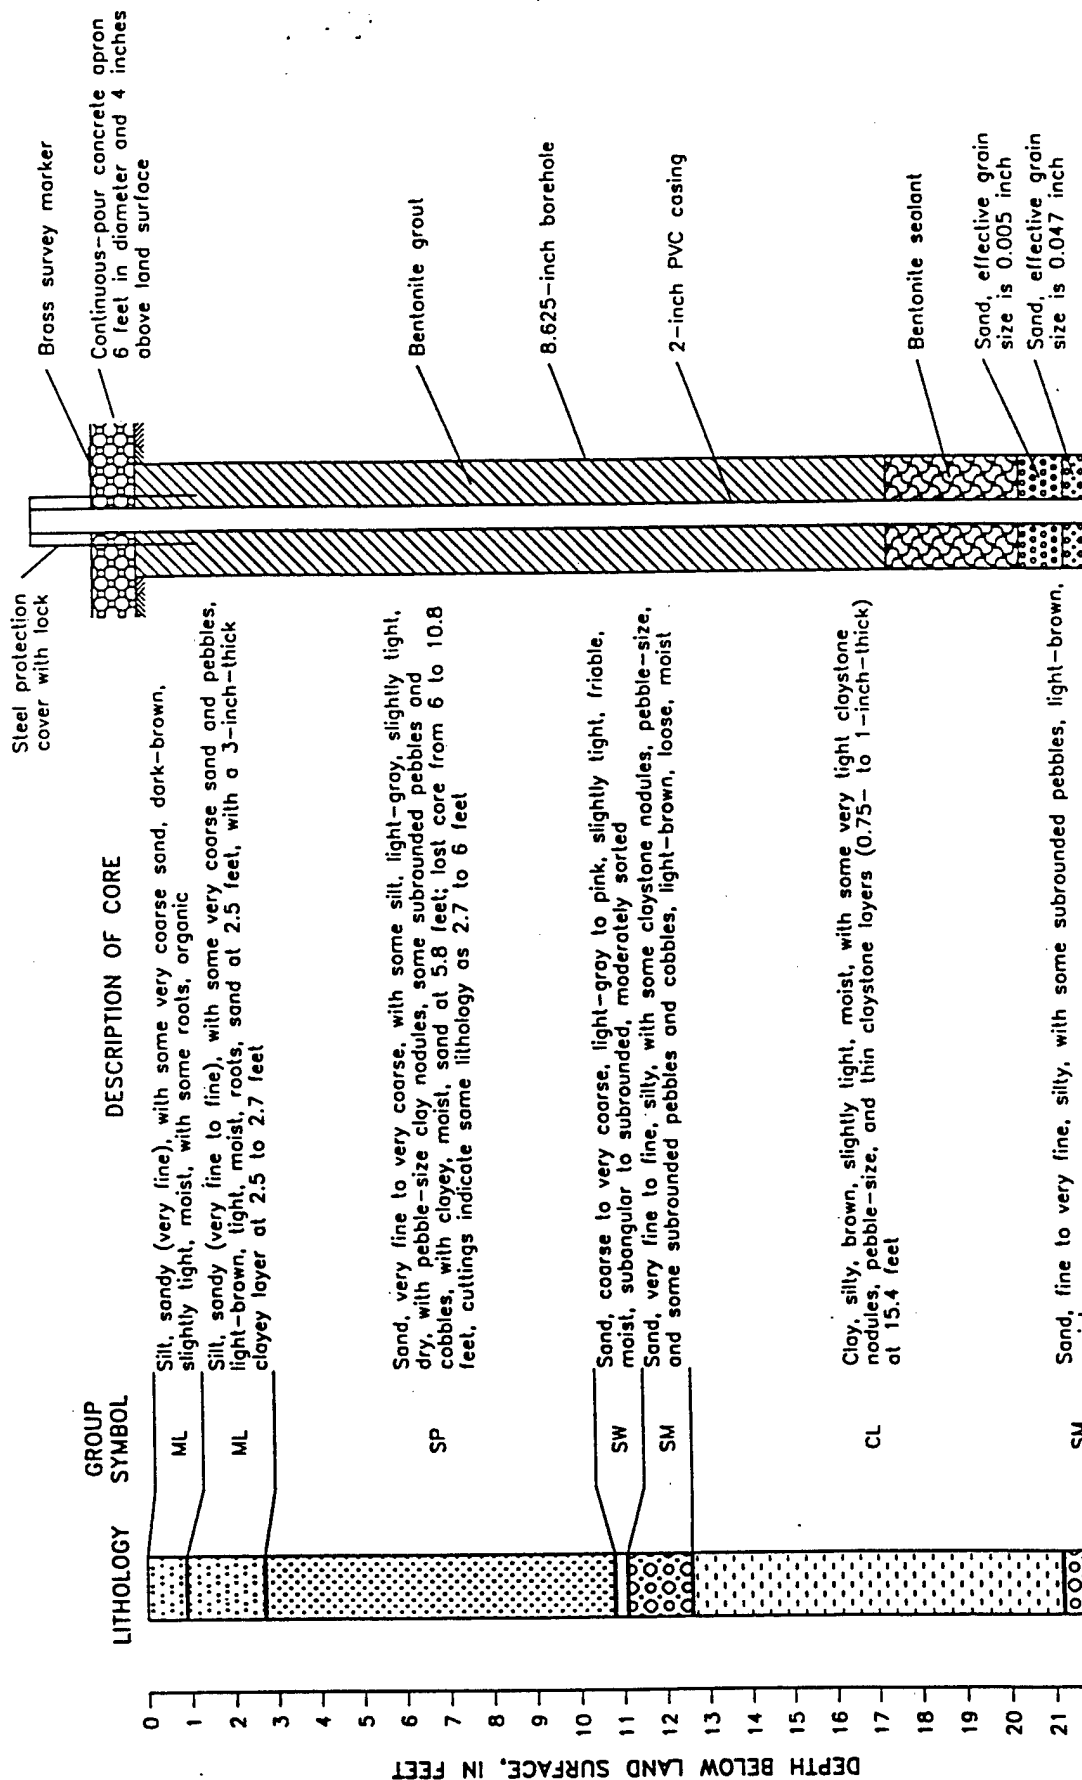 Steel protection
cover with lock
Brass survey marker
Continuous-pour concrete apron
6 feet in diameter and 4 inches
above land surface
Bentonite grout
8.625-inch borehole
2-inch PVC casing
Bentonite sealant
Sand, effective grain
size is 0.005 inch
Sand, effective grain
size is 0.047 inch
DESCRIPTION OF CORE
Silt, sandy (very fine), with some very coarse sand, dark-brown,
slightly tight, moist, with some roots, organic
Silt, sandy (very fine to fine), with some very coarse sand and pebbles,
light-brown, tight, moist, roots, sand at 2.5 feet, with a 3-inch-thick
clayey layer at 2.5 to 2.7 feet
Sand, very fine to very coarse, with some silt, light-gray, slightly tight,
dry, with pebble-size clay nodules, some subrounded pebbles and
cobbles, with clayey, moist, sand at 5.8 feet; lost core from 6 to 10.8
feet, cuttings indicate same lithology as 2.7 to 6 feet
Sand, coarse to very coarse, light-gray to pink, slightly tight, friable,
moist, subangular to subrounded, moderately sorted
Sand, very fine to fine, silty, with some claystone nodules, pebble-size,
and some subrounded pebbles and cobbles, light-brown, loose, moist
Clay, silty, brown, slightly tight, moist, with some very tight claystone
nodules, pebble-size, and thin claystone layers (0.75- to 1-inch-thick)
at 15.4 feet
Sand, fine to very fine, silty, with some subrounded pebbles, light-brown,
GROUP
SYMBOL
ML
ML
SP
SW
SM
CL
SM
LITHOLOGY
0
1
2
3
4
5
6
7
8
9
10
11
12
13
14
15
16
17
18
19
20
21
DEPTH BELOW LAND SURFACE, IN FEET